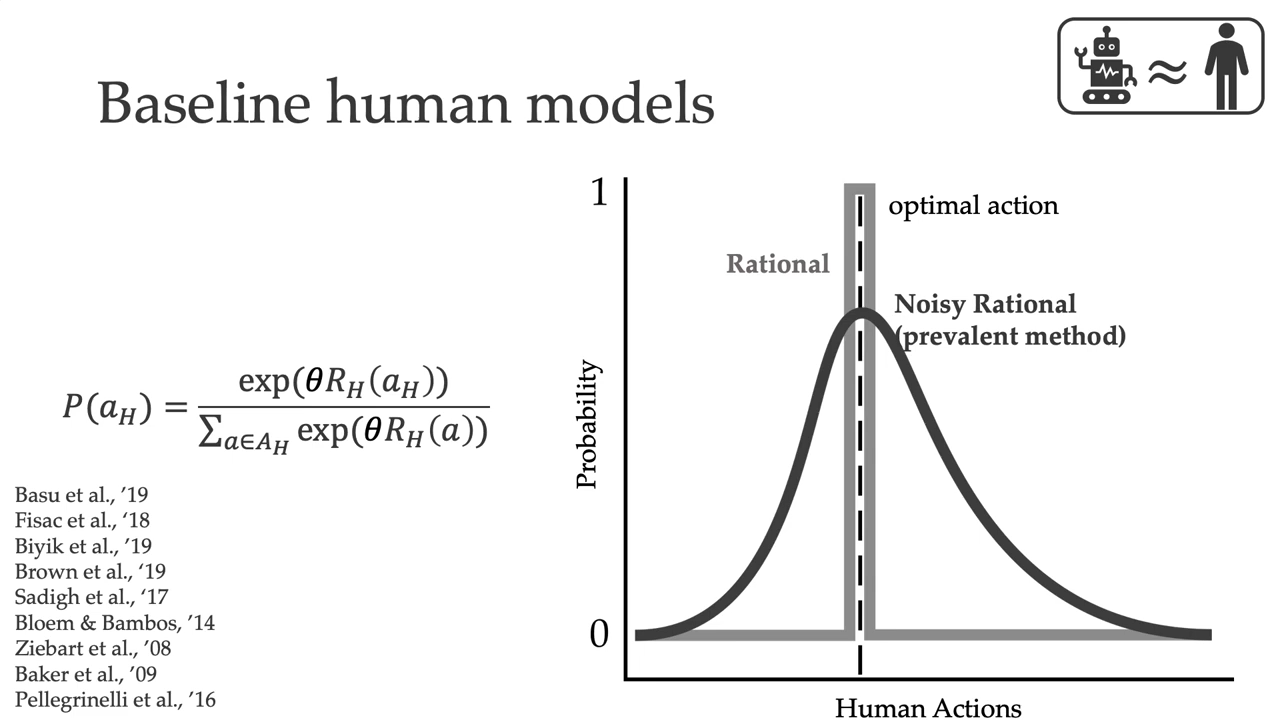 Baseline human models
1
optimal action
Rational
Noisy Rational
(prevalent method)
Probability
P(a_H) = exp(θR_H(a_H)) / ∑_{a∈A_H} exp(θR_H(a))
Basu et al., ’19
Fisac et al., ‘18
Biyik et al., ’19
Brown et al., ‘19
Sadigh et al., ‘17
Bloem & Bambos, ’14
Ziebart et al., ’08
Baker et al., ’09
Pellegrinelli et al., ’16
0
Human Actions